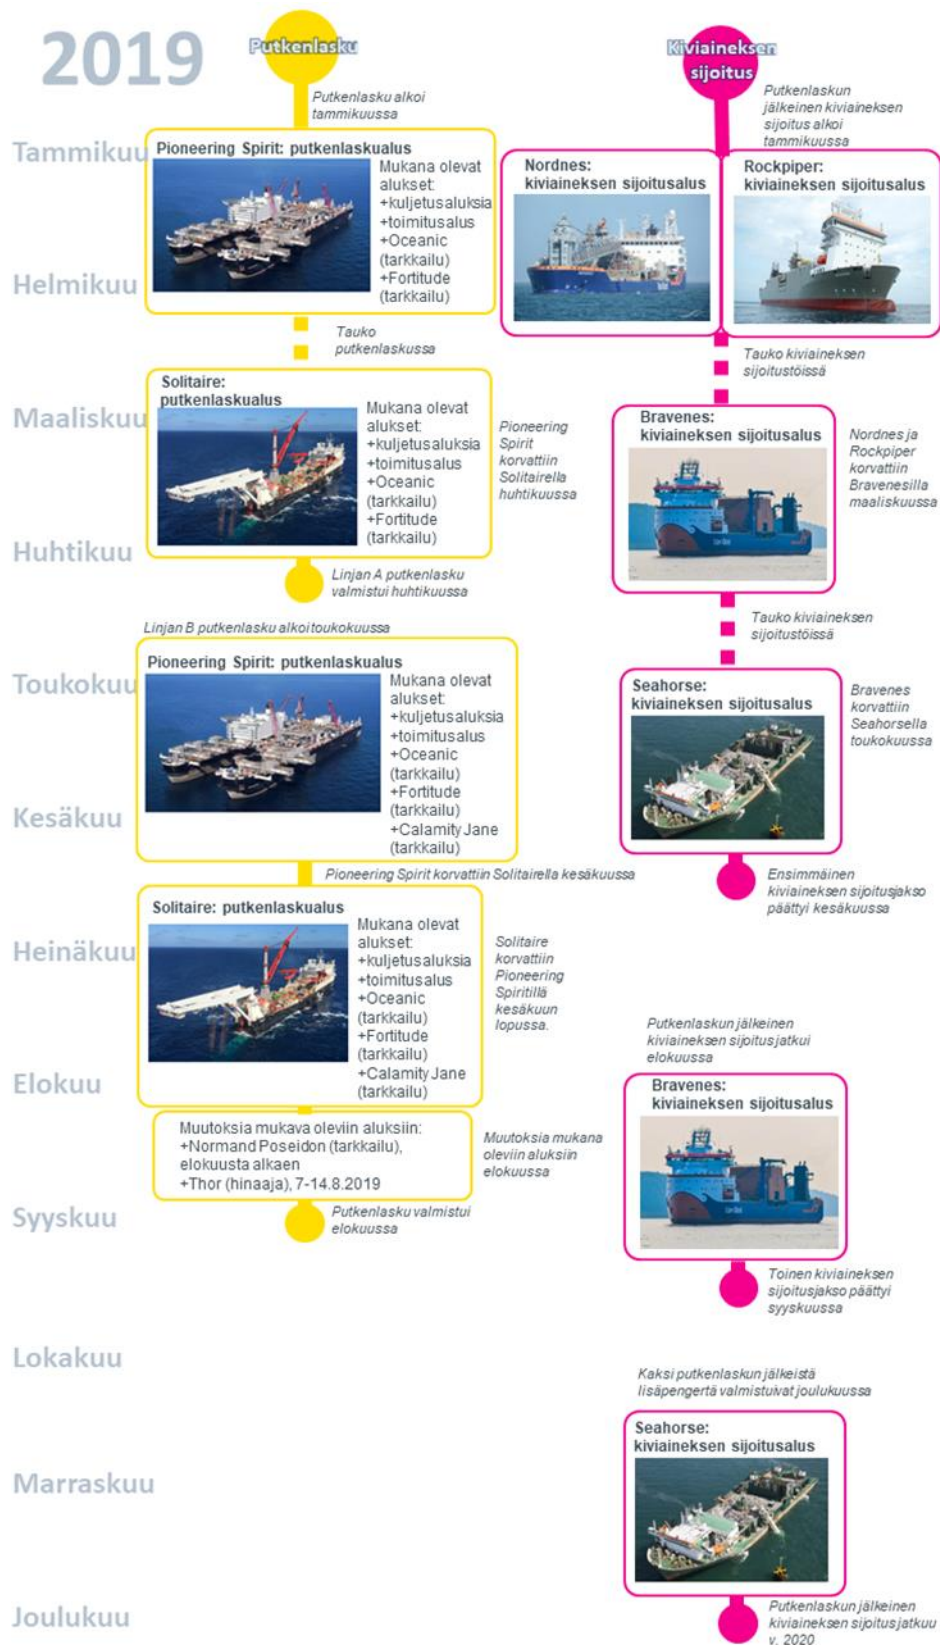 2019
Putkenlasku
Kiviaineksen
sijoitus
Putkenlasku alkoi
tammikuussa
Putkenlaskun
jälkeinen kiviaineksen
sijoitus alkoi
tammikuussa
Tammikuu
Pioneering Spirit: putkenlaskualus
Mukana olevat
alukset:
+kuljetusaluksia
+toimitusalus
+Oceanic
(tarkkailu)
+Fortitude
(tarkkailu)
Nordnes:
kiviaineksen sijoitusalus
Rockpiper:
kiviaineksen sijoitusalus
Helmikuu
Tauko
putkenlaskussa
Tauko kiviaineksen
sijoitustöissä
Maaliskuu
Solitaire:
putkenlaskualus
Mukana olevat
alukset:
+kuljetusaluksia
+toimitusalus
+Oceanic
(tarkkailu)
+Fortitude
(tarkkailu)
Pioneering
Spirit
korvattiin
Solitairella
huhtikuussa
Bravenes:
kiviaineksen sijoitusalus
Nordnes ja
Rockpiper
korvattiin
Bravenesilla
maaliskuussa
Huhtikuu
Linjan A putkenlasku
valmistui huhtikuussa
Tauko kiviaineksen
sijoitustöissä
Linjan B putkenlasku alkoi toukokuussa
Toukokuu
Pioneering Spirit: putkenlaskualus
Mukana olevat
alukset:
+kuljetusaluksia
+toimitusalus
+Oceanic
(tarkkailu)
+Fortitude
(tarkkailu)
+Calamity Jane
(tarkkailu)
Seahorse:
kiviaineksen sijoitusalus
Bravenes
korvattiin
Seahorsella
toukokuussa
Kesäkuu
Pioneering Spirit korvattiin Solitairella kesäkuussa
Ensimmäinen
kiviaineksen sijoitusjakso
päättyi kesäkuussa
Heinäkuu
Solitaire: putkenlaskualus
Mukana olevat
alukset:
+kuljetusaluksia
+toimitusalus
+Oceanic
(tarkkailu)
+Fortitude
(tarkkailu)
+Calamity Jane
(tarkkailu)
Solitaire
korvattiin
Pioneering
Spiritillä
kesäkuun
lopussa.
Putkenlaskun jälkeinen
kiviaineksen sijoitus jatkui
elokuussa
Elokuu
Bravenes:
kiviaineksen sijoitusalus
Muutoksia mukava oleviin aluksiin:
+Normand Poseidon (tarkkailu),
elokuusta alkaen
+Thor (hinaaja), 7-14.8.2019
Muutoksia mukana
oleviin aluksiin
elokuussa
Syyskuu
Putkenlasku valmistui
elokuussa
Toinen kiviaineksen
sijoitusjakso päättyi
syyskuussa
Lokakuu
Kaksi putkenlaskun jälkeistä
lisäpengertä valmistuivat joulukuussa
Seahorse:
kiviaineksen sijoitusalus
Marraskuu
Joulukuu
Putkenlaskun jälkeinen
kiviaineksen sijoitus jatkuu
v. 2020